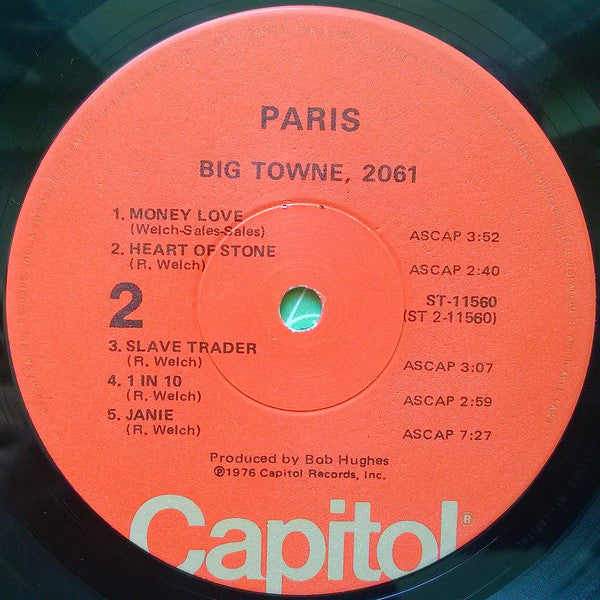 PARIS
BIG TOWNE, 2061
1. MONEY LOVE
(Welch-Sales-Sales) ASCAP 3:52
2. HEART OF STONE
(R. Welch) ASCAP 2:40
2
ST-11560
(ST 2-11560)
3. SLAVE TRADER
(R. Welch) ASCAP 3:07
4. 1 IN 10
(R. Welch) ASCAP 2:59
5. JANIE
(R. Welch) ASCAP 7:27
Produced by Bob Hughes
℗1976 Capitol Records, Inc.
Capitol®